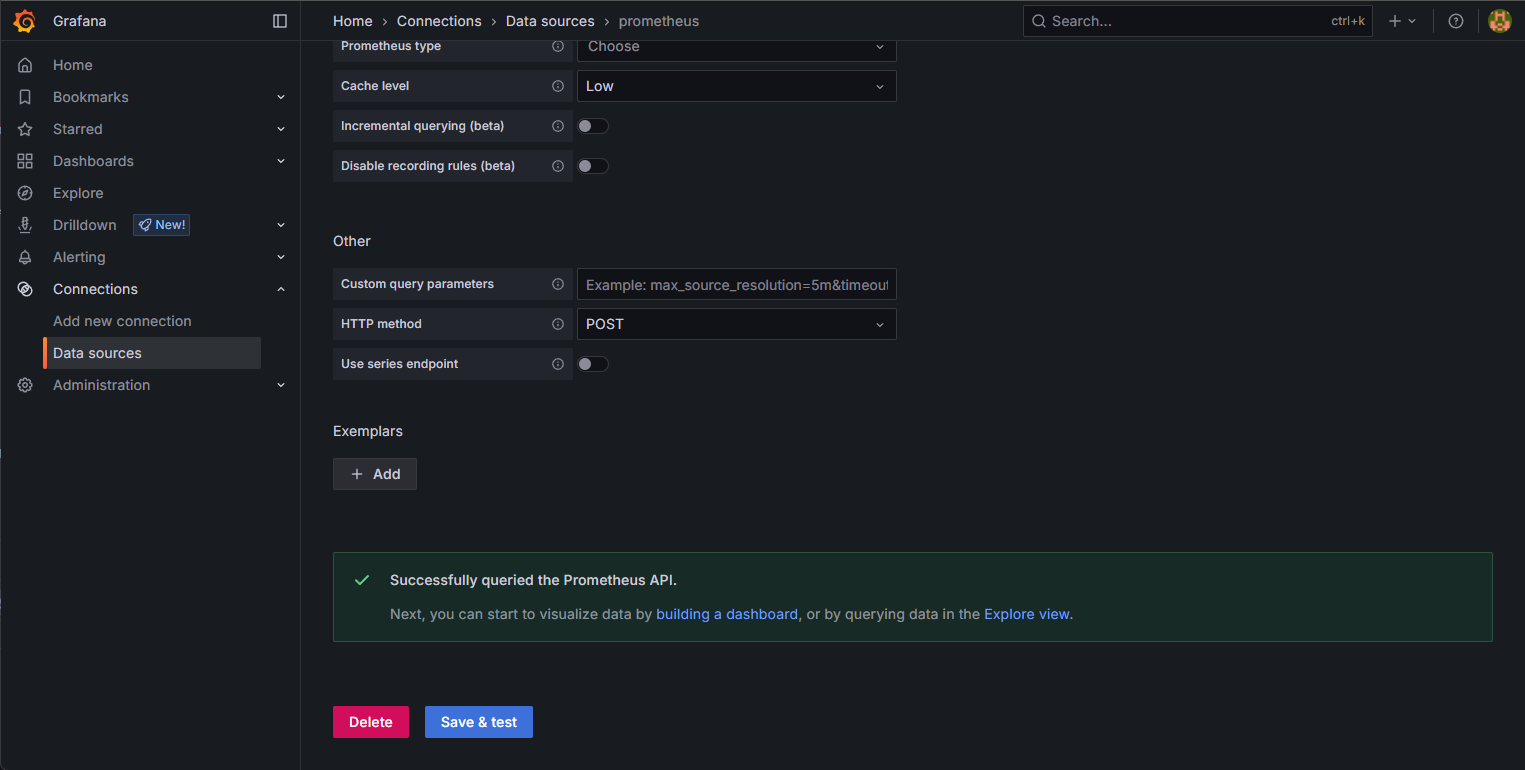 Grafana
Home › Connections › Data sources › prometheus
Search...
ctrl+k
Home
Bookmarks
Starred
Dashboards
Explore
Drilldown
New!
Alerting
Connections
Add new connection
Data sources
Administration
Prometheus type
Choose
Cache level
Low
Incremental querying (beta)
Disable recording rules (beta)
Other
Custom query parameters
Example: max_source_resolution=5m&timeout
HTTP method
POST
Use series endpoint
Exemplars
+ Add
Successfully queried the Prometheus API.
Next, you can start to visualize data by building a dashboard, or by querying data in the Explore view.
Delete
Save & test